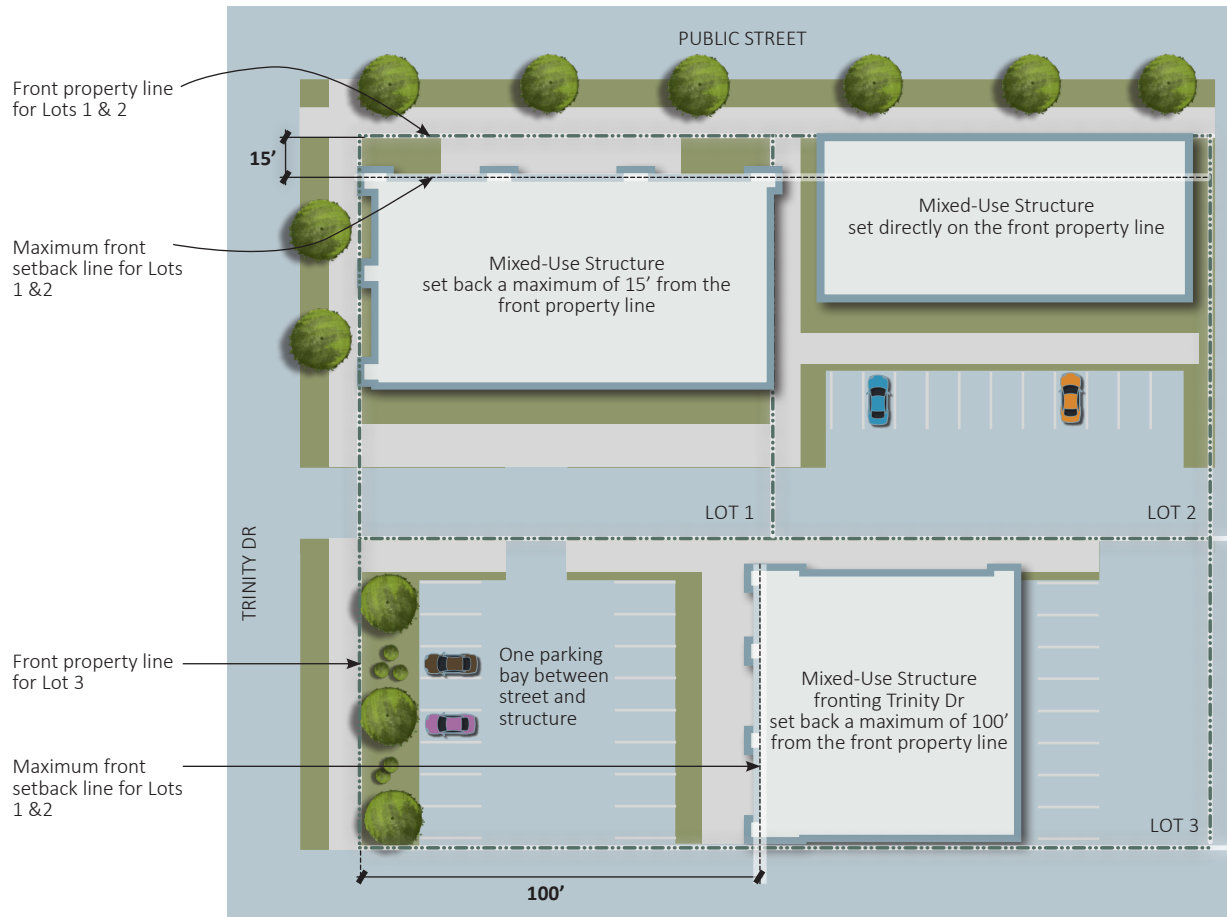 PUBLIC STREET
Front property line
for Lots 1 & 2
15’
Maximum front
setback line for Lots
1 &2
Mixed-Use Structure
set back a maximum of 15’ from the
front property line
Mixed-Use Structure
set directly on the front property line
LOT 1
LOT 2
TRINITY DR
Front property line
for Lot 3
One parking
bay between
street and
structure
Mixed-Use Structure
fronting Trinity Dr
set back a maximum of 100’
from the front property line
Maximum front
setback line for Lots
1 &2
LOT 3
100’